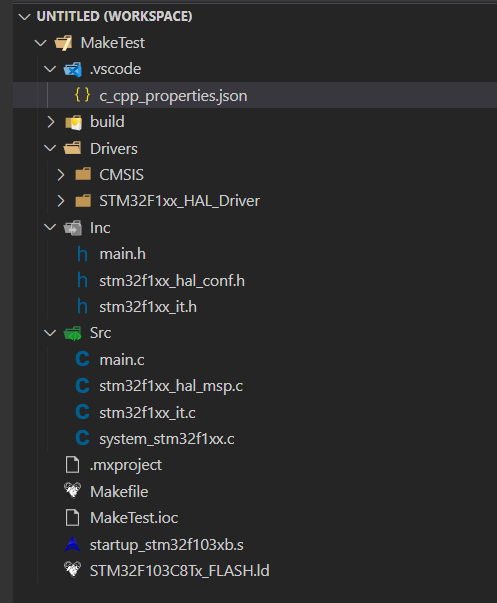 UNTITLED (WORKSPACE)
MakeTest
.vscode
{ } c_cpp_properties.json
build
Drivers
CMSIS
STM32F1xx_HAL_Driver
Inc
h main.h
h stm32f1xx_hal_conf.h
h stm32f1xx_it.h
Src
C main.c
C stm32f1xx_hal_msp.c
C stm32f1xx_it.c
C system_stm32f1xx.c
.mxproject
Makefile
MakeTest.ioc
startup_stm32f103xb.s
STM32F103C8Tx_FLASH.ld